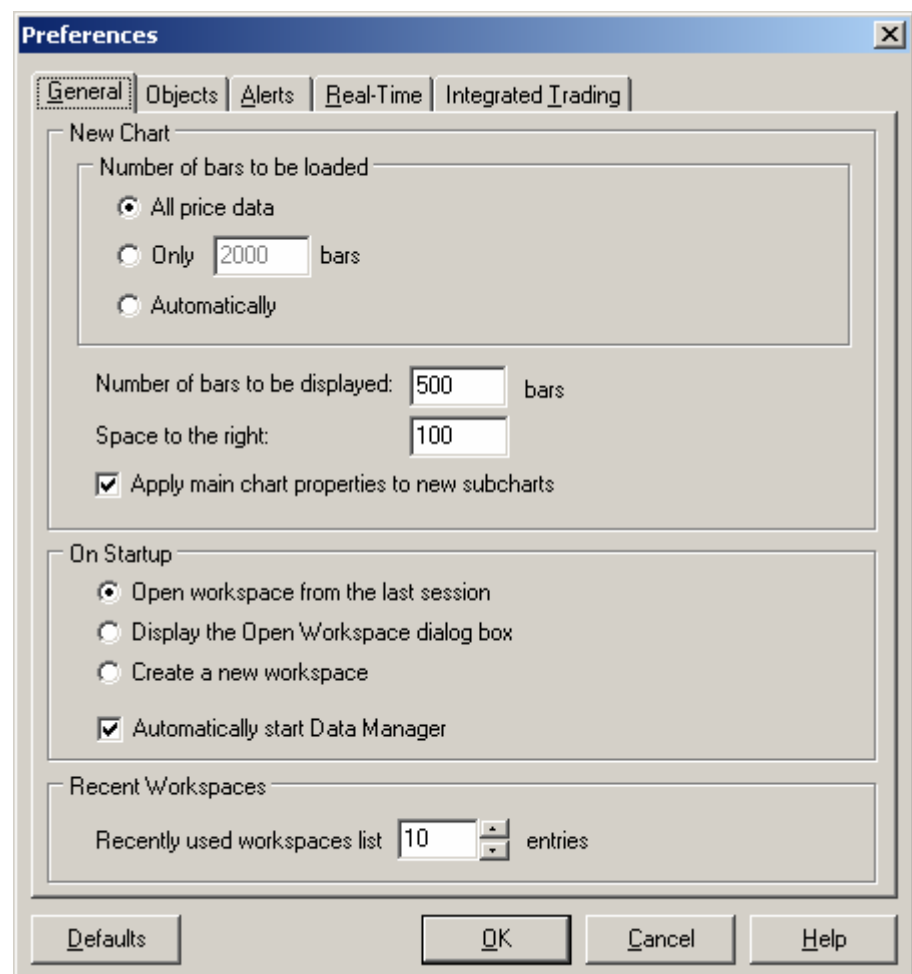 Preferences
General Objects Alerts Real-Time Integrated Trading
New Chart
Number of bars to be loaded
All price data
Only 2000 bars
Automatically
Number of bars to be displayed: 500 bars
Space to the right: 100
Apply main chart properties to new subcharts
On Startup
Open workspace from the last session
Display the Open Workspace dialog box
Create a new workspace
Automatically start Data Manager
Recent Workspaces
Recently used workspaces list 10 entries
Defaults OK Cancel Help